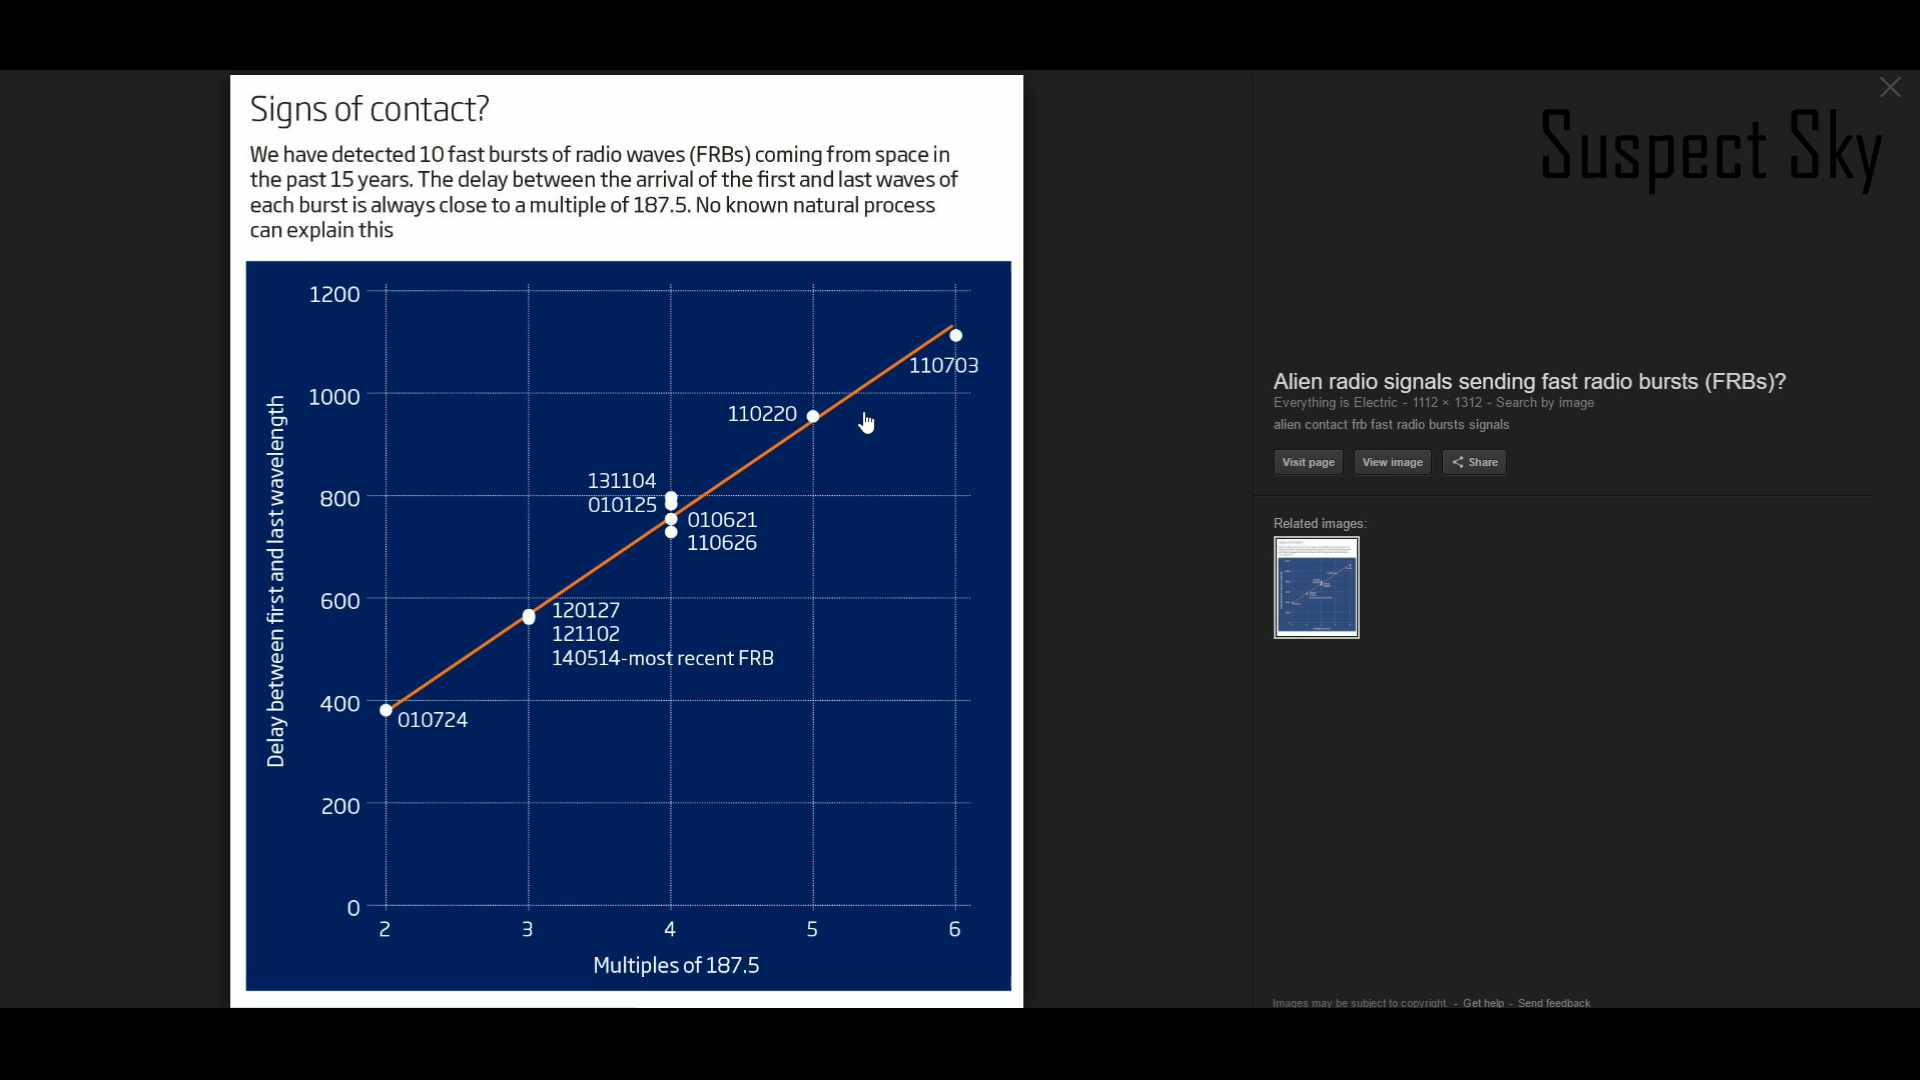 Signs of contact?
We have detected 10 fast bursts of radio waves (FRBs) coming from space in
the past 15 years. The delay between the arrival of the first and last waves of
each burst is always close to a multiple of 187.5. No known natural process
can explain this
Delay between first and last wavelength
1200
1000
800
600
400
200
0
110703
110220
131104
010125
010621
110626
120127
121102
140514-most recent FRB
010724
2
3
4
5
6
Multiples of 187.5
Suspect Sky
Alien radio signals sending fast radio bursts (FRBs)?
Everything is Electric - 1112 × 1312 - Search by image
alien contact frb fast radio bursts signals
Visit page
View image
Share
Related images:
Images may be subject to copyright. - Get help - Send feedback